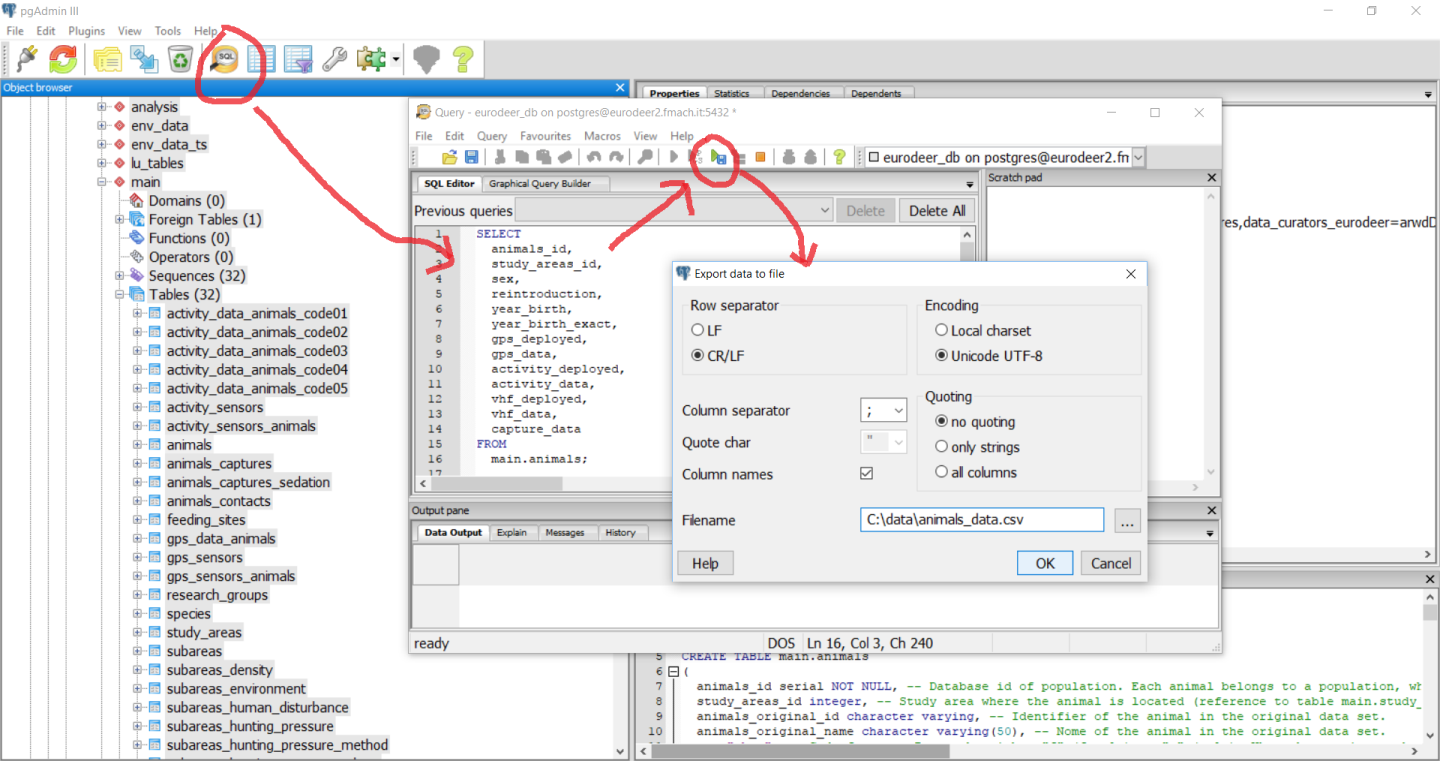 pgAdmin III
File Edit Plugins View Tools Help
SQL
Object browser
analysis
env_data
env_data_ts
lu_tables
main
Domains (0)
Foreign Tables (1)
Functions (0)
Operators (0)
Sequences (32)
Tables (32)
activity_data_animals_code01
activity_data_animals_code02
activity_data_animals_code03
activity_data_animals_code04
activity_data_animals_code05
activity_sensors
activity_sensors_animals
animals
animals_captures
animals_captures_sedation
animals_contacts
feeding_sites
gps_data_animals
gps_sensors
gps_sensors_animals
research_groups
species
study_areas
subareas
subareas_density
subareas_environment
subareas_human_disturbance
subareas_hunting_pressure
subareas_hunting_pressure_method
Properties Statistics Dependencies Dependents
res,data_curators_eurodeer=arwdD
Query - eurodeer_db on postgres@eurodeer2.fmach.it:5432 *
File Edit Query Favourites Macros View Help
eurodeer_db on postgres@eurodeer2.fm
SQL Editor Graphical Query Builder
Scratch pad
Previous queries Delete Delete All
1 SELECT
2 animals_id,
3 study_areas_id,
4 sex,
5 reintroduction,
6 year_birth,
7 year_birth_exact,
8 gps_deployed,
9 gps_data,
10 activity_deployed,
11 activity_data,
12 vhf_deployed,
13 vhf_data,
14 capture_data
15 FROM
16 main.animals;
17
Output pane
Data Output Explain Messages History
ready DOS Ln 16, Col 3, Ch 240
Export data to file
Row separator
LF
CR/LF
Encoding
Local charset
Unicode UTF-8
Column separator ;
Quote char "
Column names
Quoting
no quoting
only strings
all columns
Filename C:\data\animals_data.csv ...
Help OK Cancel
5 CREATE TABLE main.animals
6 (
7 animals_id serial NOT NULL, -- Database id of population. Each animal belongs to a population, wh
8 study_areas_id integer, -- Study area where the animal is located (reference to table main.study_
9 animals_original_id character varying, -- Identifier of the animal in the original data set.
10 animals_original_name character varying(50), -- Nome of the animal in the original data set.